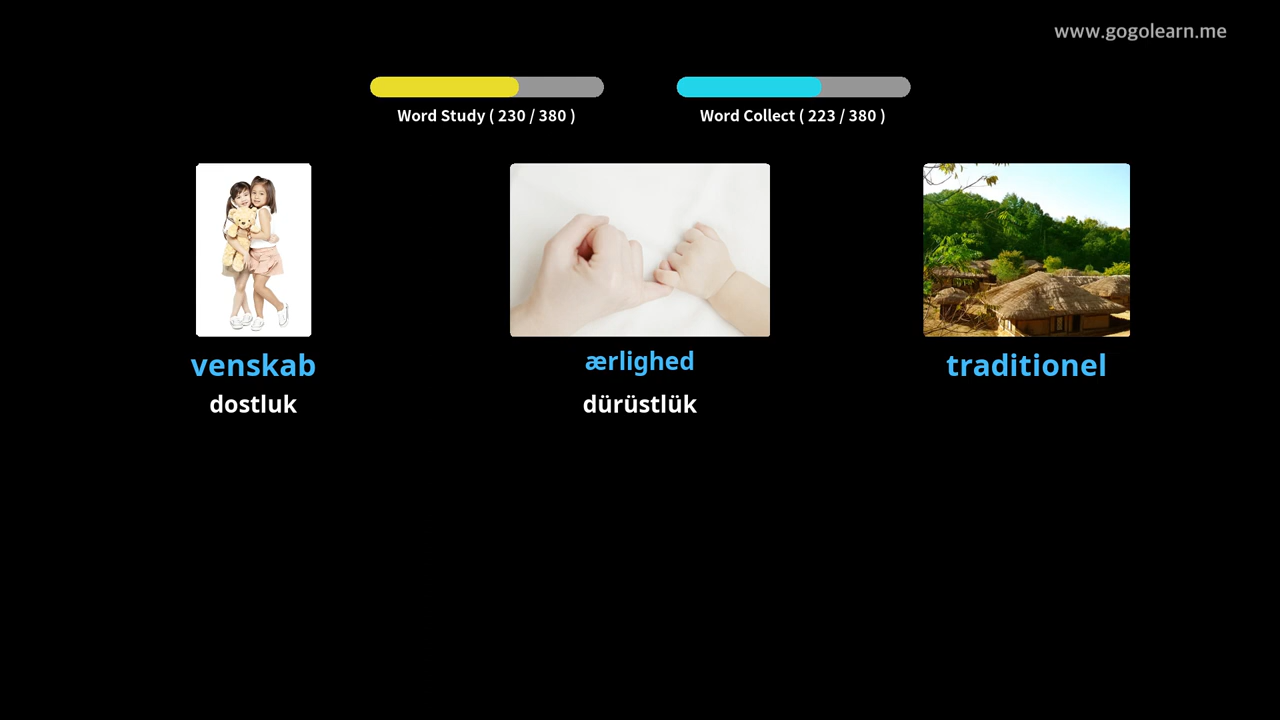 www.gogolearn.me
Word Study ( 230 / 380 )
Word Collect ( 223 / 380 )
venskab
ærlighed
traditionel
dostluk
dürüstlük